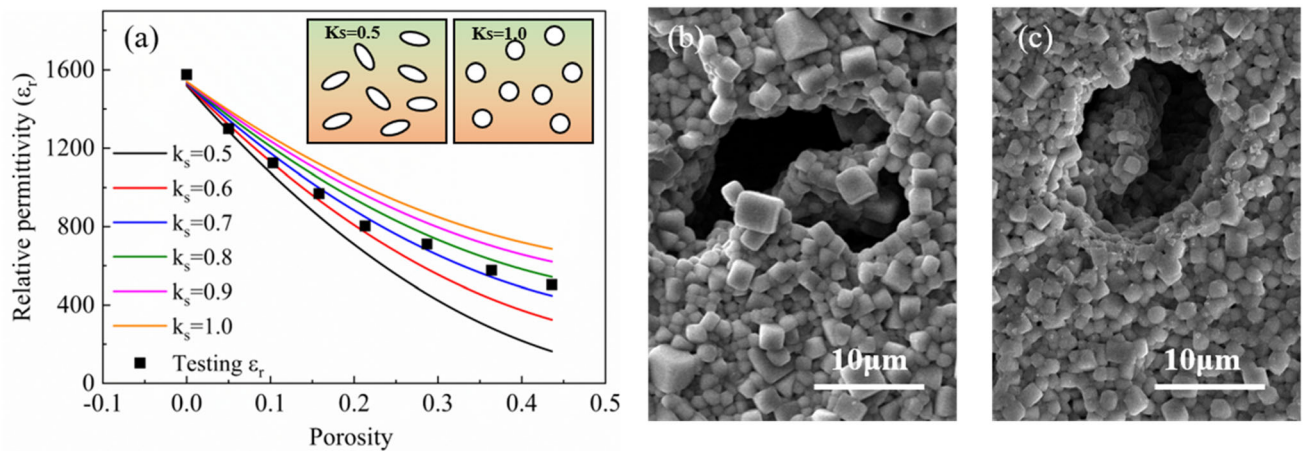 (a)
Ks=0.5
Ks=1.0
Relative permittivity (εr)
1600
1200
800
400
0
ks=0.5
ks=0.6
ks=0.7
ks=0.8
ks=0.9
ks=1.0
Testing εr
-0.1
0.0
0.1
0.2
0.3
0.4
0.5
Porosity
(b)
10μm
(c)
10μm